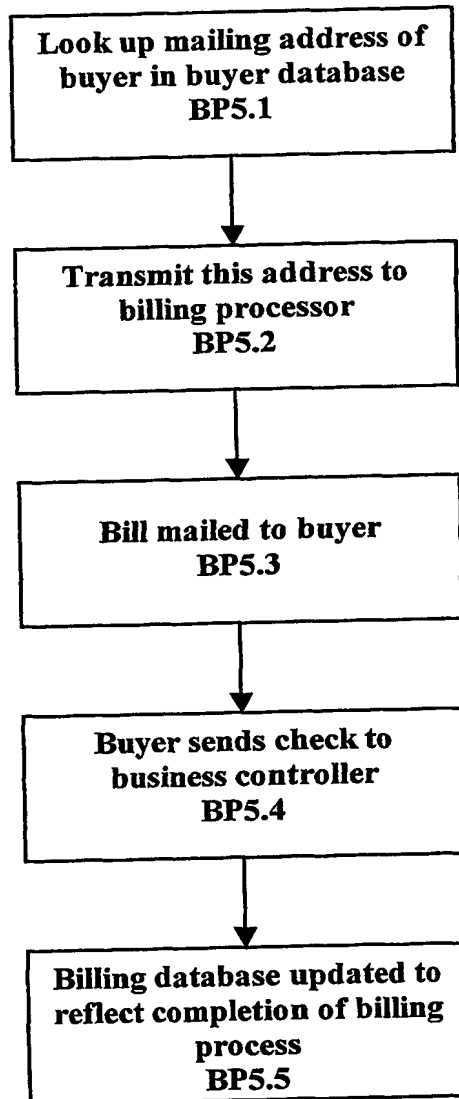 Look up mailing address of
buyer in buyer database
BP5.1
Transmit this address to
billing processor
BP5.2
Bill mailed to buyer
BP5.3
Buyer sends check to
business controller
BP5.4
Billing database updated to
reflect completion of billing
process
BP5.5